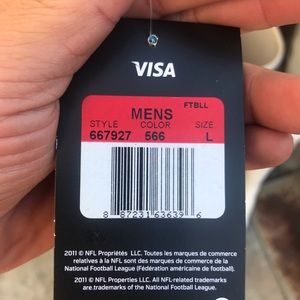 VISA
FTBLL
MENS
STYLE COLOR SIZE
667927 566 L
8 87231 63639 6
2011 © NFL Propriétés LLC. Toutes les marques de commerce
relatives à la NFL sont des marques de commerce de la
National Football League (Fédération américaine de football).
2011 © NFL Properties LLC. All NFL-related trademarks
are.trademarks of the National Football League.